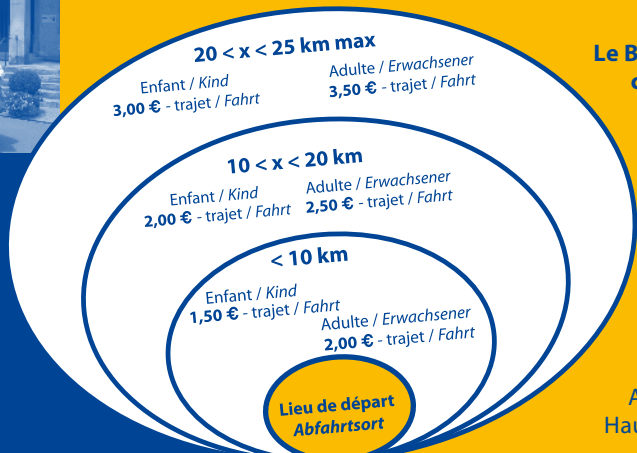 20 < x < 25 km max
Enfant / Kind
3,00 € - trajet / Fahrt
Adulte / Erwachsener
3,50 € - trajet / Fahrt
10 < x < 20 km
Enfant / Kind
2,00 € - trajet / Fahrt
Adulte / Erwachsener
2,50 € - trajet / Fahrt
< 10 km
Enfant / Kind
1,50 € - trajet / Fahrt
Adulte / Erwachsener
2,00 € - trajet / Fahrt
Lieu de départ
Abfahrtsort
Le B